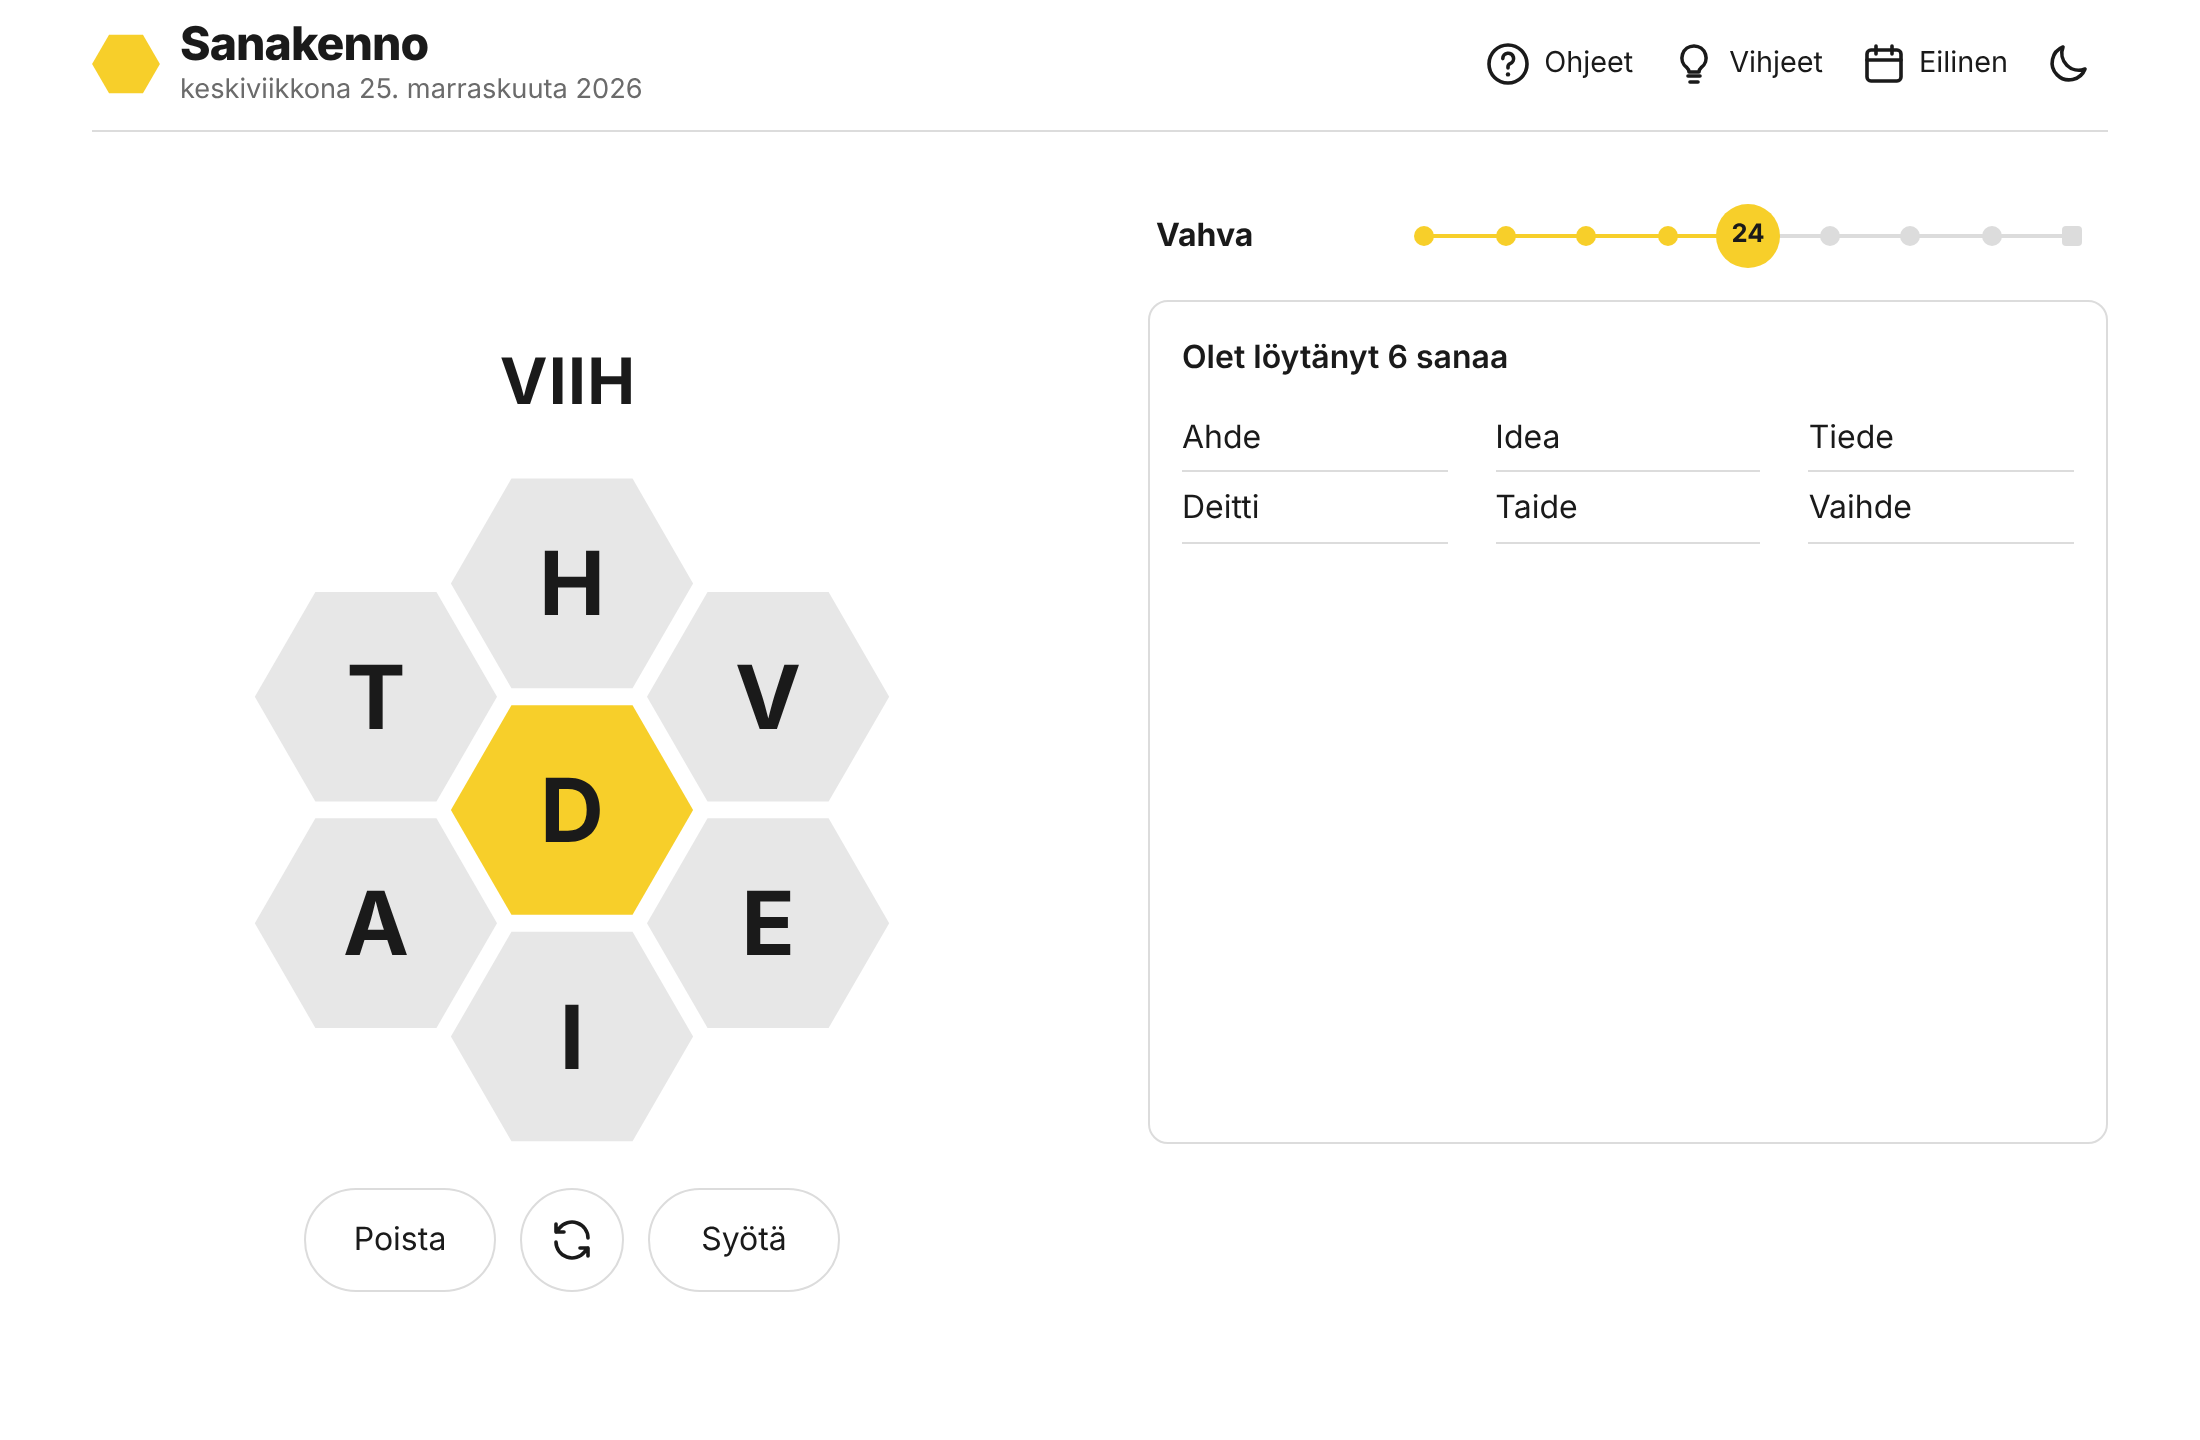 Sanakenno
keskiviikkona 25. marraskuuta 2026
Ohjeet
Vihjeet
Eilinen
Vahva
24
VIIH
H
T
V
D
A
E
I
Poista
Syötä
Olet löytänyt 6 sanaa
Ahde
Idea
Tiede
Deitti
Taide
Vaihde